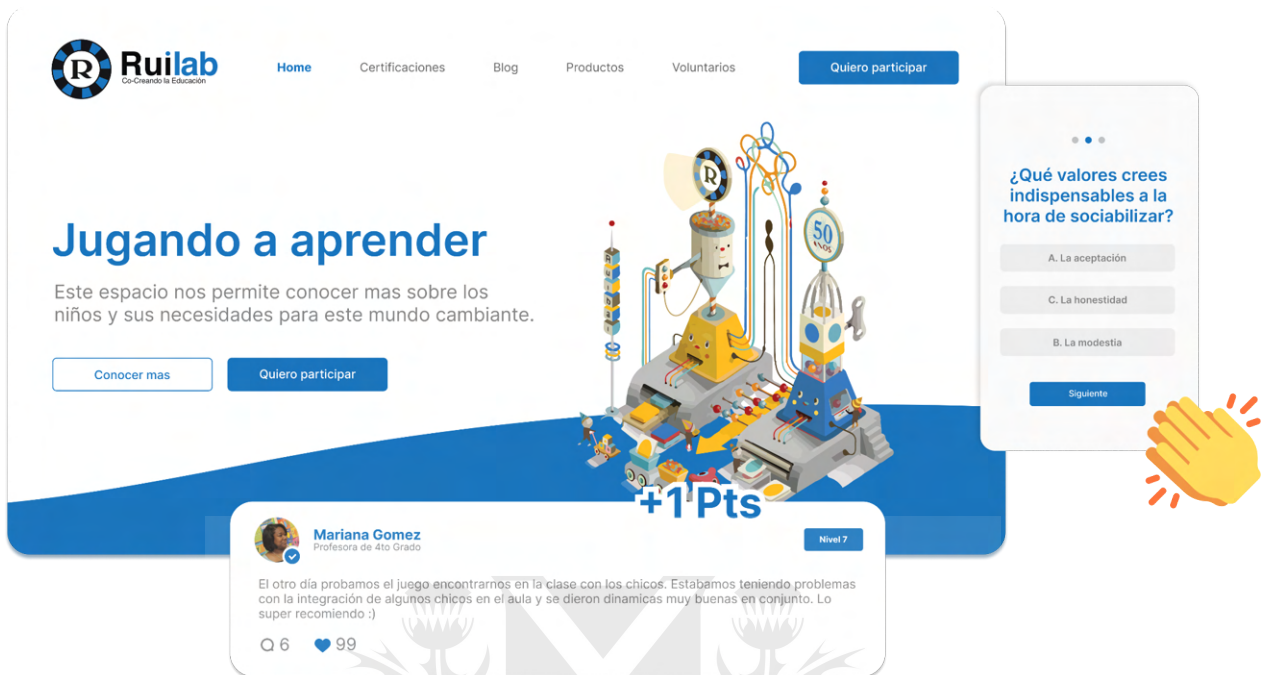 R
Ruilab
Co-Creando la Educación
Home
Certificaciones
Blog
Productos
Voluntarios
Quiero participar
Jugando a aprender
Este espacio nos permite conocer mas sobre los
niños y sus necesidades para este mundo cambiante.
Conocer mas
Quiero participar
R
50
AÑOS
¿Qué valores crees
indispensables a la
hora de sociabilizar?
A. La aceptación
C. La honestidad
B. La modestia
Siguiente
+1 Pts
Mariana Gomez
Profesora de 4to Grado
Nivel 7
El otro día probamos el juego encontrarnos en la clase con los chicos. Estabamos teniendo problemas
con la integración de algunos chicos en el aula y se dieron dinamicas muy buenas en conjunto. Lo
super recomiendo :)
6
99